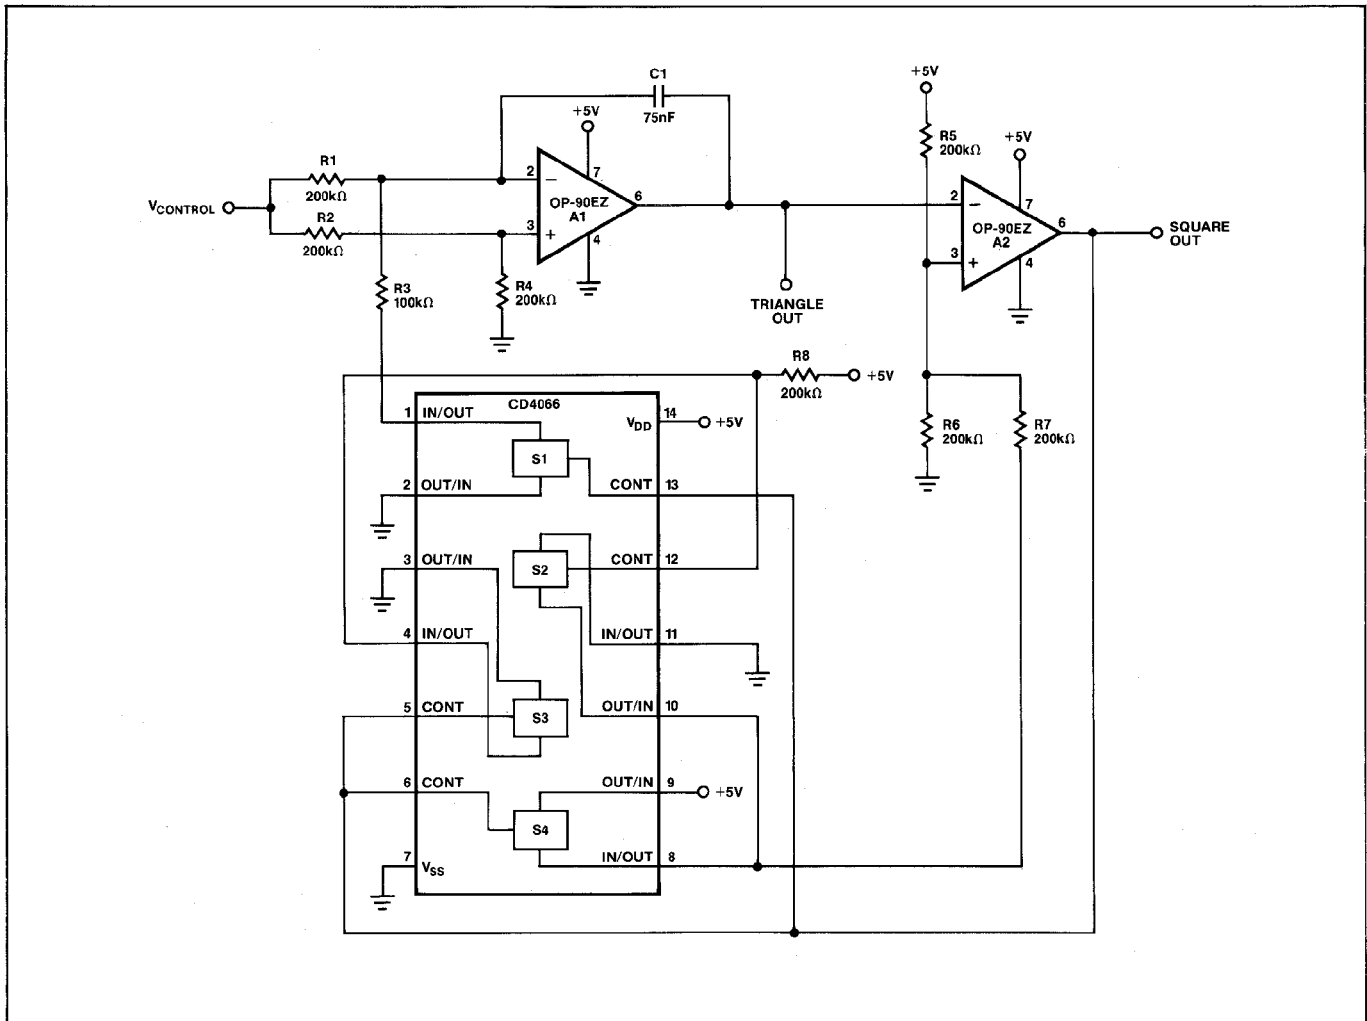 C1
75nF
+5V
R1
200kΩ
R2
200kΩ
VCONTROL
2
−
7
OP-90EZ
A1
6
3
+
4
R3
100kΩ
R4
200kΩ
TRIANGLE
OUT
+5V
R5
200kΩ
+5V
2
−
7
OP-90EZ
A2
6
3
+
4
SQUARE
OUT
R8
200kΩ
+5V
R6
200kΩ
R7
200kΩ
CD4066
1 IN/OUT
VDD 14
+5V
S1
2 OUT/IN
CONT 13
3 OUT/IN
S2
CONT 12
4 IN/OUT
IN/OUT 11
5 CONT
S3
OUT/IN 10
6 CONT
OUT/IN 9
+5V
S4
7 VSS
IN/OUT 8